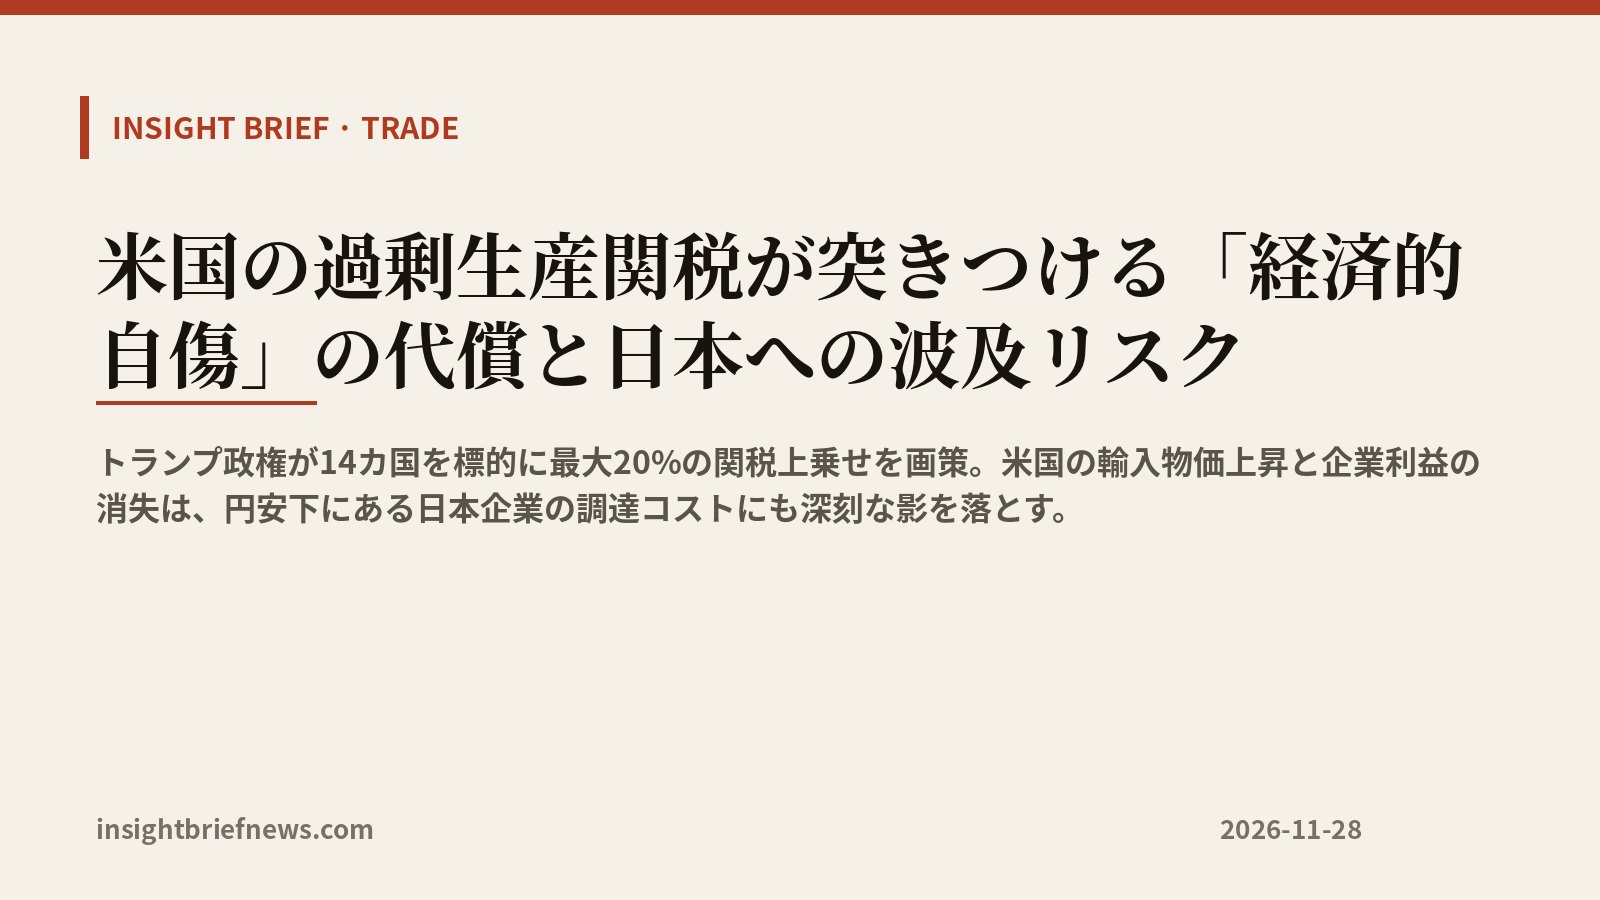 INSIGHT BRIEF · TRADE
米国の過剰生産関税が突きつける「経済的
自傷」の代償と日本への波及リスク
トランプ政権が14カ国を標的に最大20%の関税上乗せを画策。米国の輸入物価上昇と企業利益の
消失は、円安下にある日本企業の調達コストにも深刻な影を落とす。
insightbriefnews.com
2026-11-28